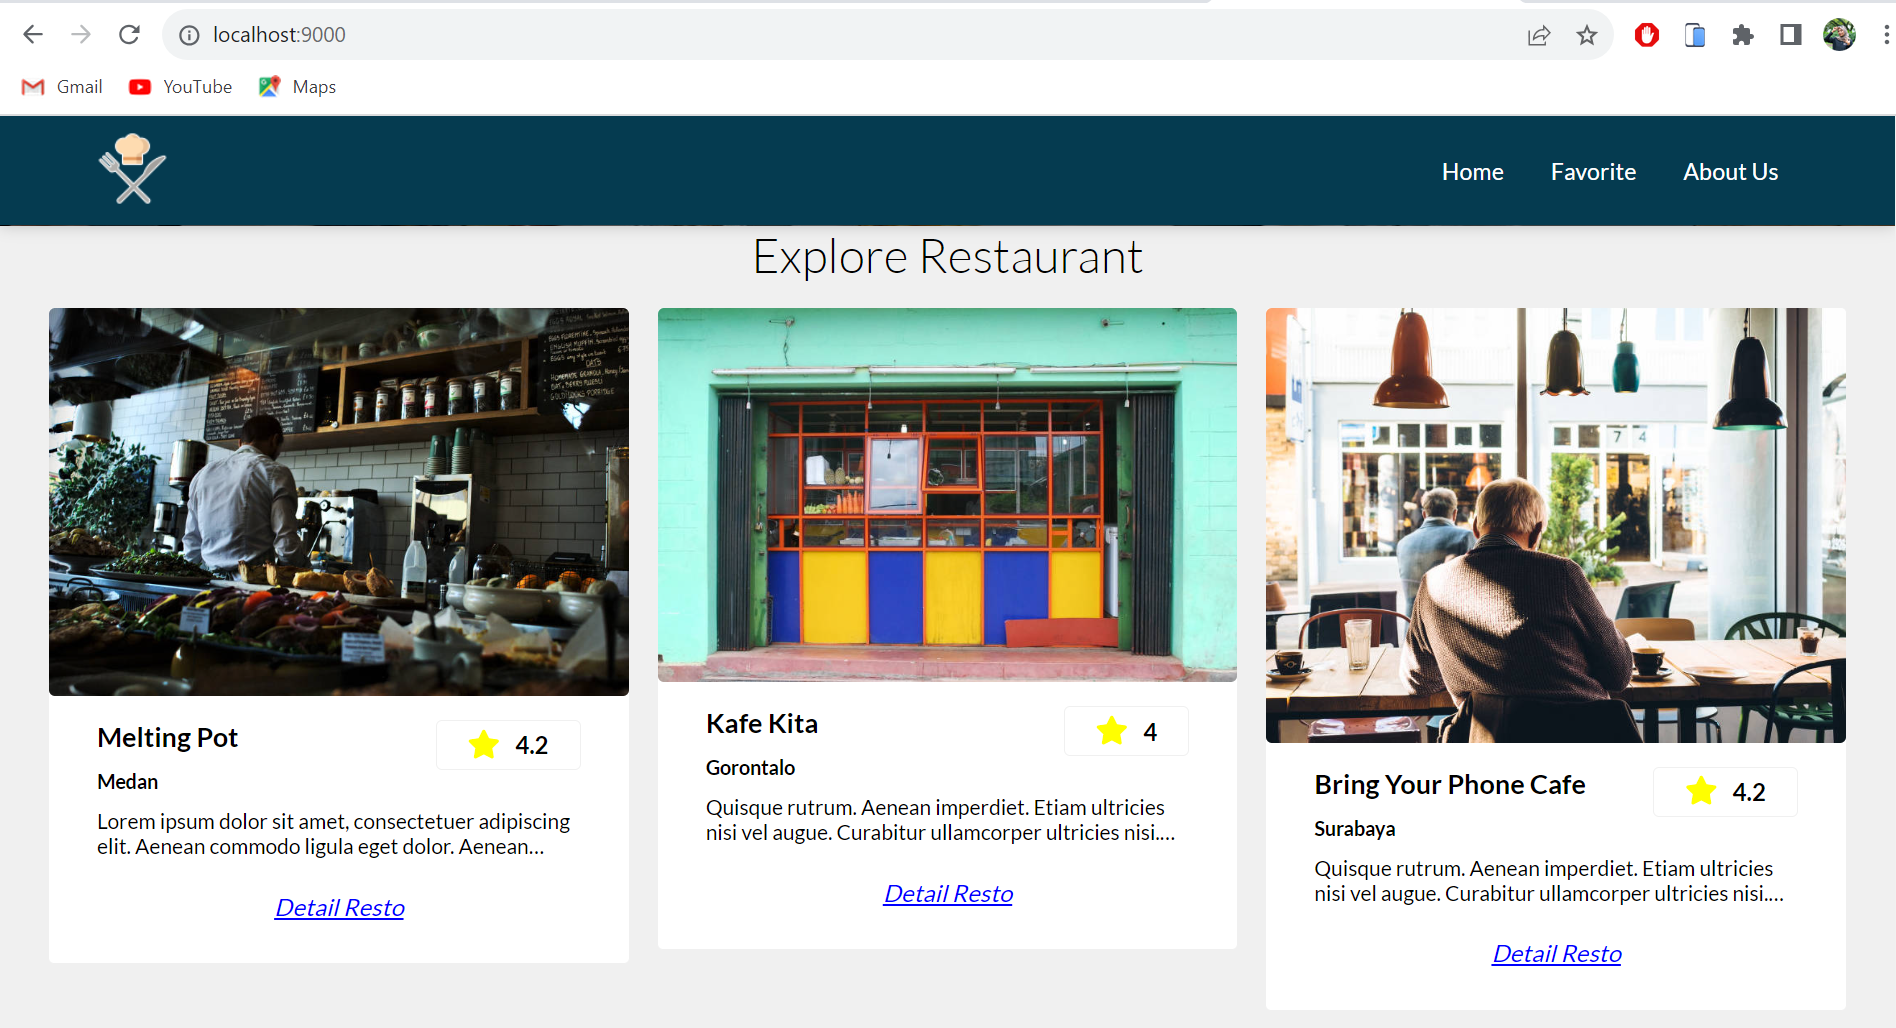 localhost:9000
Gmail
YouTube
Maps
Home
Favorite
About Us
Explore Restaurant
Melting Pot
4.2
Medan
Lorem ipsum dolor sit amet, consectetuer adipiscing
elit. Aenean commodo ligula eget dolor. Aenean...
Detail Resto
Kafe Kita
4
Gorontalo
Quisque rutrum. Aenean imperdiet. Etiam ultricies
nisi vel augue. Curabitur ullamcorper ultricies nisi....
Detail Resto
7 4
Bring Your Phone Cafe
4.2
Surabaya
Quisque rutrum. Aenean imperdiet. Etiam ultricies
nisi vel augue. Curabitur ullamcorper ultricies nisi....
Detail Resto